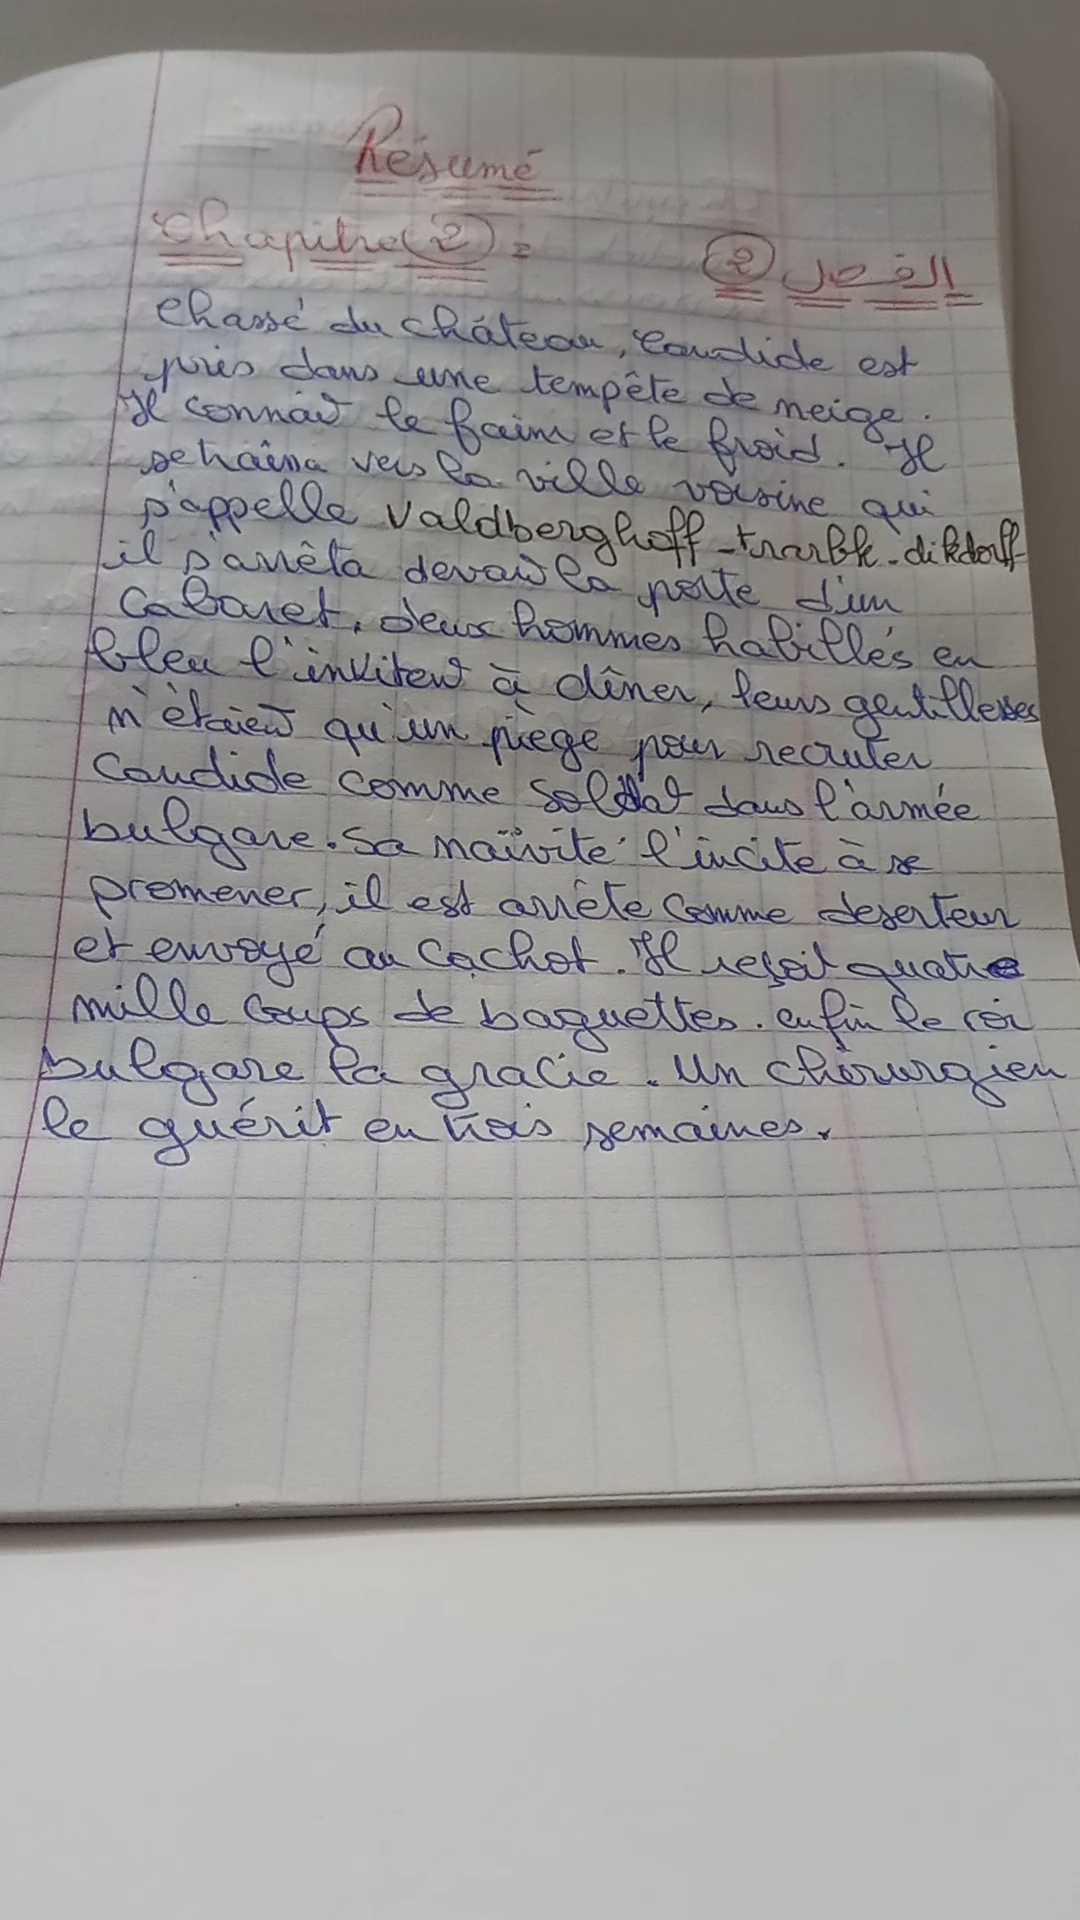 Résumé
Chapitre (2) :
الفصل 2
Chassé du château, Candide est
pris dans une tempête de neige.
Il connaît le faim et le froid. Il
se traîna vers la ville voisine qui
s'appelle Valdberghoff-trarbk-dikdorff
il s'arrêta devant la porte d'un
Cabaret. deux hommes habillés en
bleu l'invitent à dîner, leurs gentillesses
n'étaient qu'un piège pour recruter
Candide comme soldat dans l'armée
bulgare. Sa naïvité l'incite à se
promener, il est arrêté comme deserteur
et envoyé au Cachot. Il reçoit quatre
mille coups de baguettes. enfin le roi
bulgare la gracie. Un chirurgien
le guérit en trois semaines.